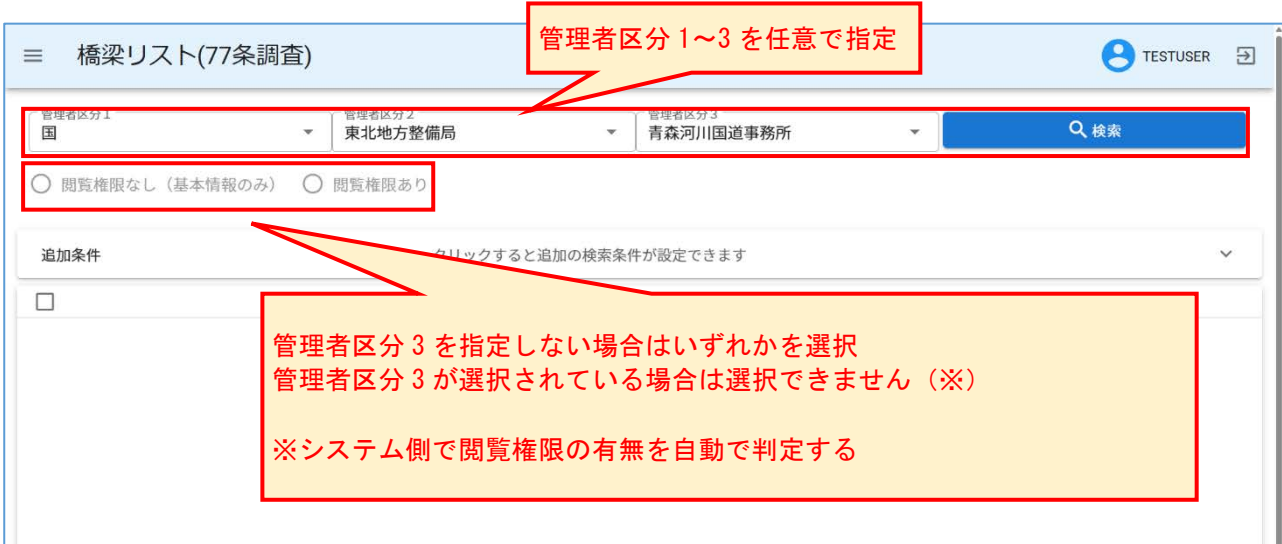 管理者区分1～3を任意で指定
橋梁リスト(77条調査)
TESTUSER
管理者区分1
国
管理者区分2
東北地方整備局
管理者区分3
青森河川国道事務所
検索
閲覧権限なし（基本情報のみ）
閲覧権限あり
追加条件
クリックすると追加の検索条件が設定できます
管理者区分3を指定しない場合はいずれかを選択
管理者区分3が選択されている場合は選択できません（※）
※システム側で閲覧権限の有無を自動で判定する